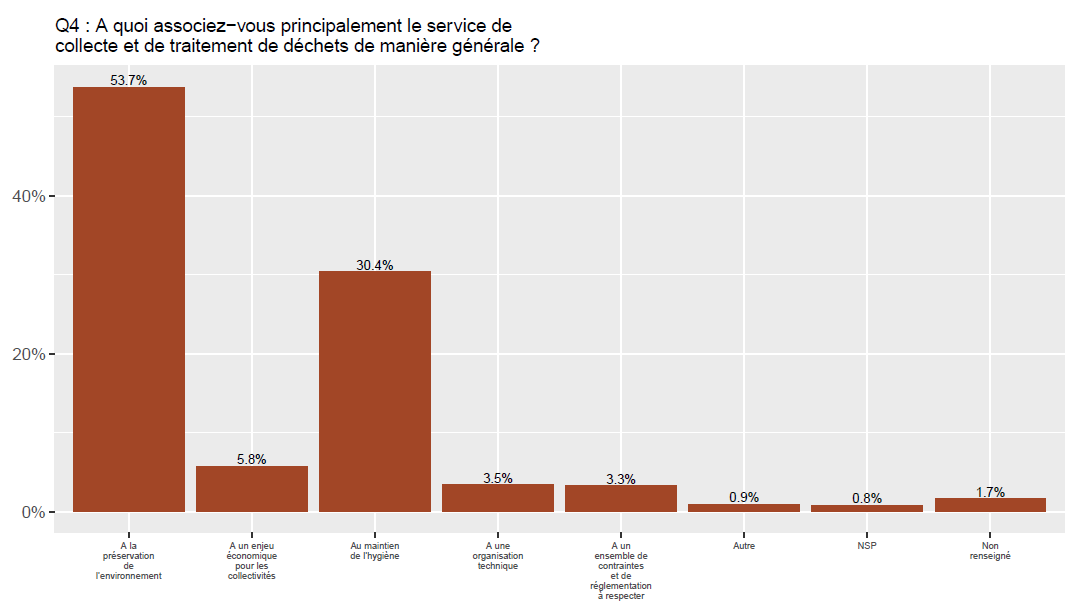 Q4 : A quoi associez−vous principalement le service de
collecte et de traitement de déchets de manière générale ?
53.7%
40%
30.4%
20%
5.8%
3.5%
3.3%
0.9%
0.8%
1.7%
0%
A la
préservation
de
l'environnement
A un enjeu
économique
pour les
collectivités
Au maintien
de l'hygiène
A une
organisation
technique
A un
ensemble de
contraintes
et de
règlementation
à respecter
Autre
NSP
Non
renseigné